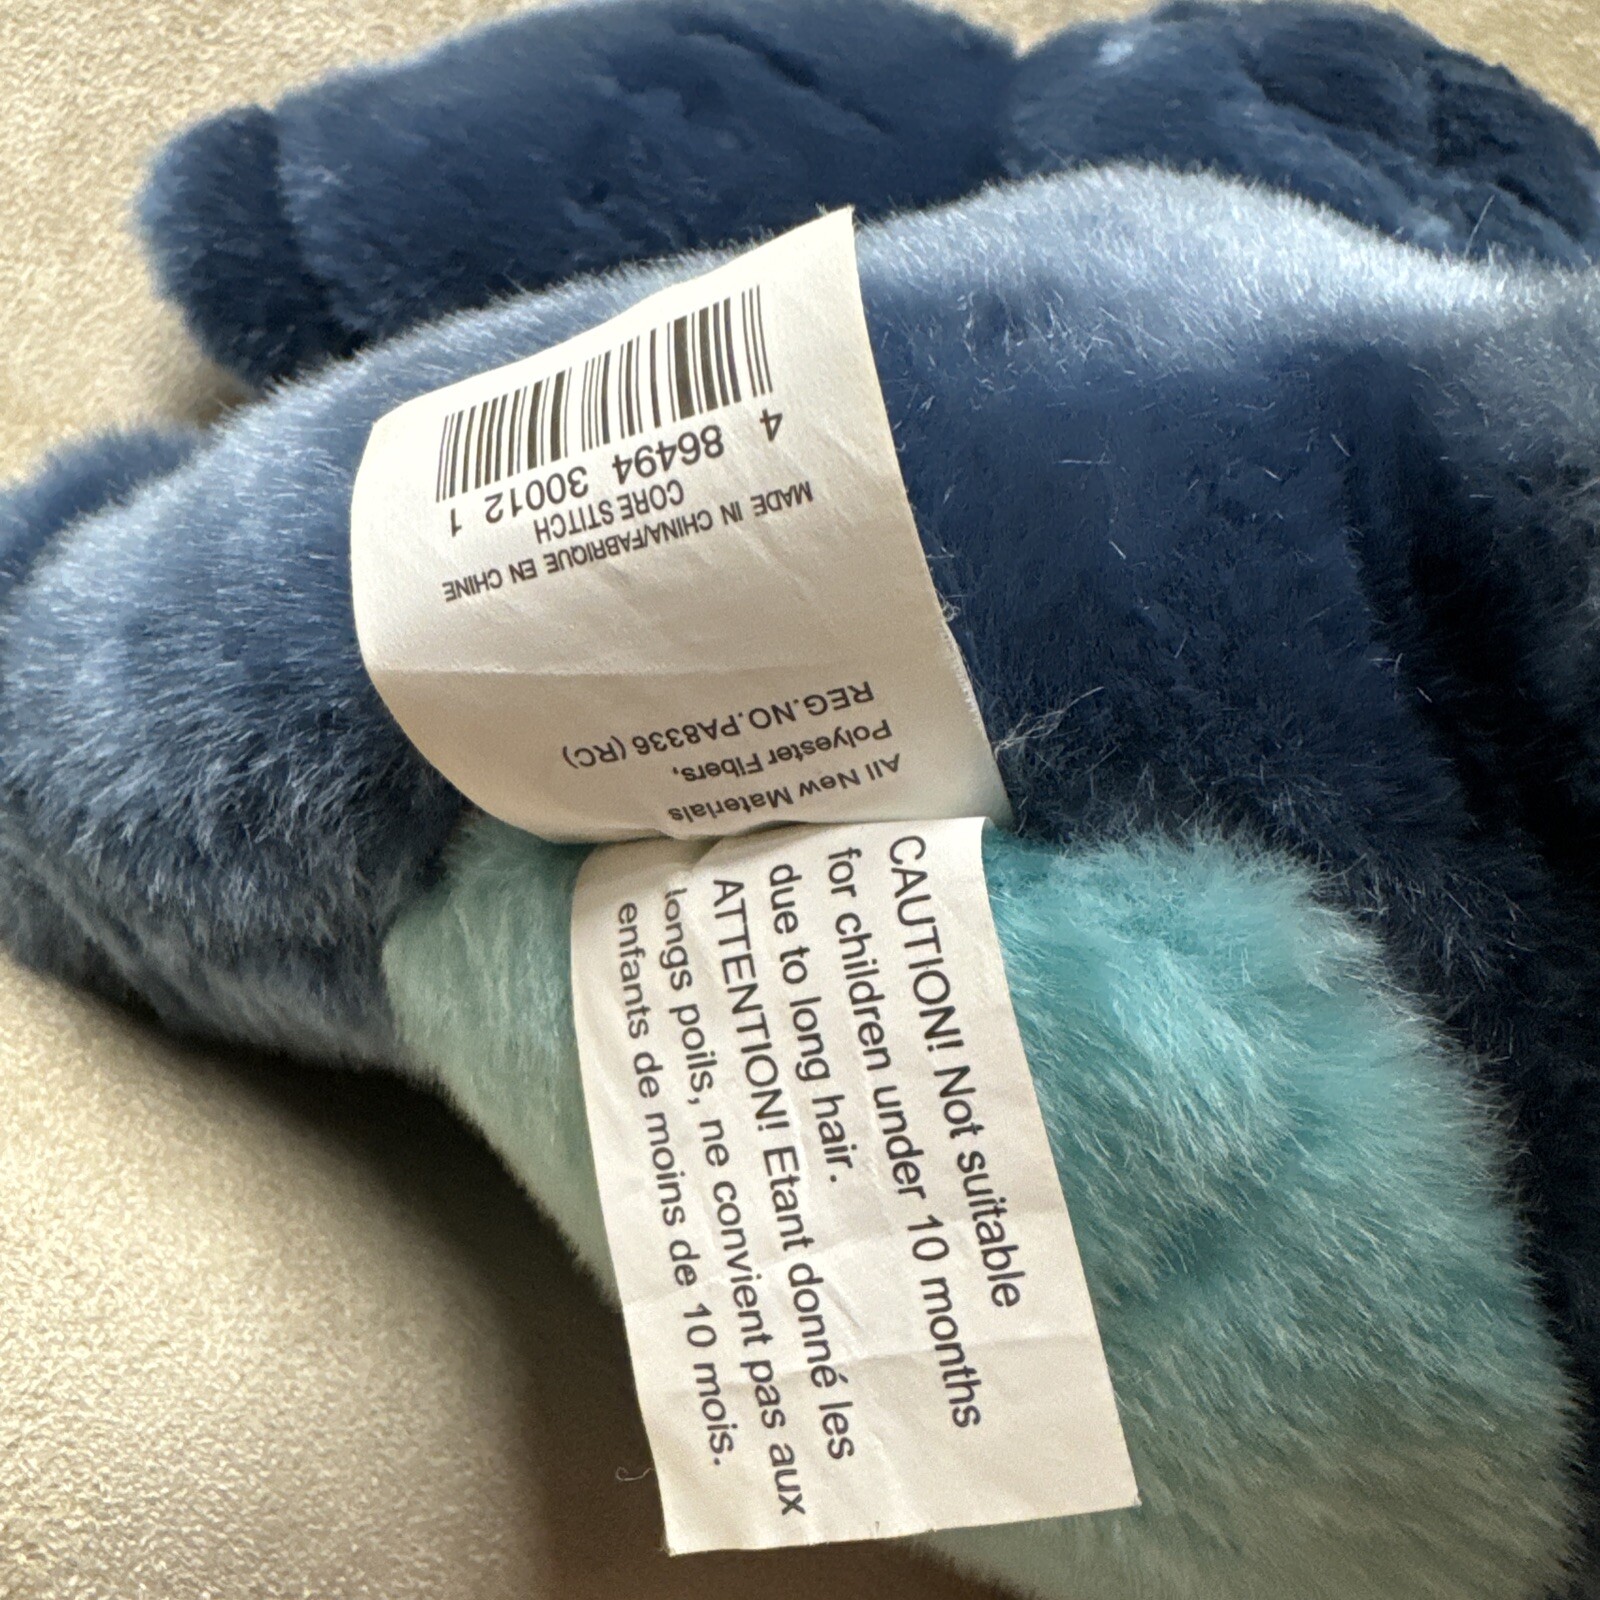 4 86494 30012 1
CORE STITCH
MADE IN CHINA/FABRIQUE EN CHINE
All New Materials
Polyester Fibers,
REG.NO.PA8336 (RC)
CAUTION! Not suitable
for children under 10 months
due to long hair.
ATTENTION! Etant donné les
longs poils, ne convient pas aux
enfants de moins de 10 mois.